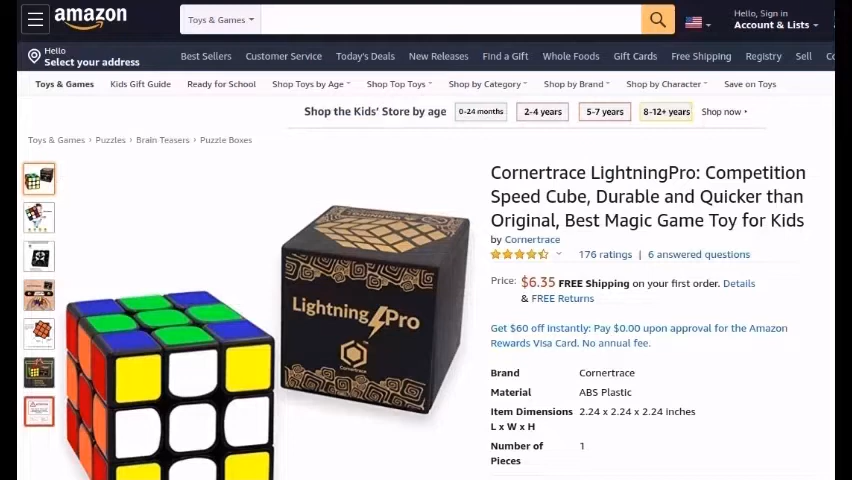 amazon
Toys & Games
Hello, Sign in
Account & Lists
Hello
Select your address
Best Sellers Customer Service Today's Deals New Releases Find a Gift Whole Foods Gift Cards Free Shipping Registry Sell
Toys & Games Kids Gift Guide Ready for School Shop Toys by Age Shop Top Toys Shop by Category Shop by Brand Shop by Character Save on Toys
Shop the Kids' Store by age 0-24 months 2-4 years 5-7 years 8-12+ years Shop now ›
Toys & Games › Puzzles › Brain Teasers › Puzzle Boxes
Cornertrace LightningPro: Competition
Speed Cube, Durable and Quicker than
Original, Best Magic Game Toy for Kids
by Cornertrace
176 ratings | 6 answered questions
Price: $6.35 FREE Shipping on your first order. Details
& FREE Returns
Get $60 off instantly: Pay $0.00 upon approval for the Amazon
Rewards Visa Card. No annual fee.
Brand Cornertrace
Material ABS Plastic
Item Dimensions 2.24 x 2.24 x 2.24 inches
L x W x H
Number of 1
Pieces
Lightning Pro
Cornertrace